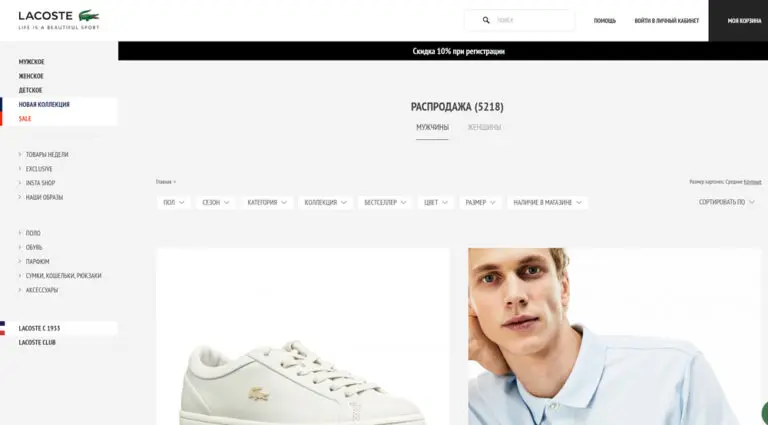 LACOSTE
LIFE IS A BEAUTIFUL SPORT
ПОИСК
ПОМОЩЬ
ВОЙТИ В ЛИЧНЫЙ КАБИНЕТ
МОЯ КОРЗИНА
Скидка 10% при регистрации
МУЖСКОЕ
ЖЕНСКОЕ
ДЕТСКОЕ
НОВАЯ КОЛЛЕКЦИЯ
SALE
ТОВАРЫ НЕДЕЛИ
EXCLUSIVE
INSTA SHOP
НАШИ ОБРАЗЫ
ПОЛО
ОБУВЬ
ПАРФЮМ
СУМКИ, КОШЕЛЬКИ, РЮКЗАКИ
АКСЕССУАРЫ
LACOSTE С 1933
LACOSTE CLUB
РАСПРОДАЖА (5218)
МУЖЧИНЫ ЖЕНЩИНЫ
Главная >
Размер карточек: Средние Крупные
ПОЛ СЕЗОН КАТЕГОРИЯ КОЛЛЕКЦИЯ БЕСТСЕЛЛЕР ЦВЕТ РАЗМЕР НАЛИЧИЕ В МАГАЗИНЕ
СОРТИРОВАТЬ ПО